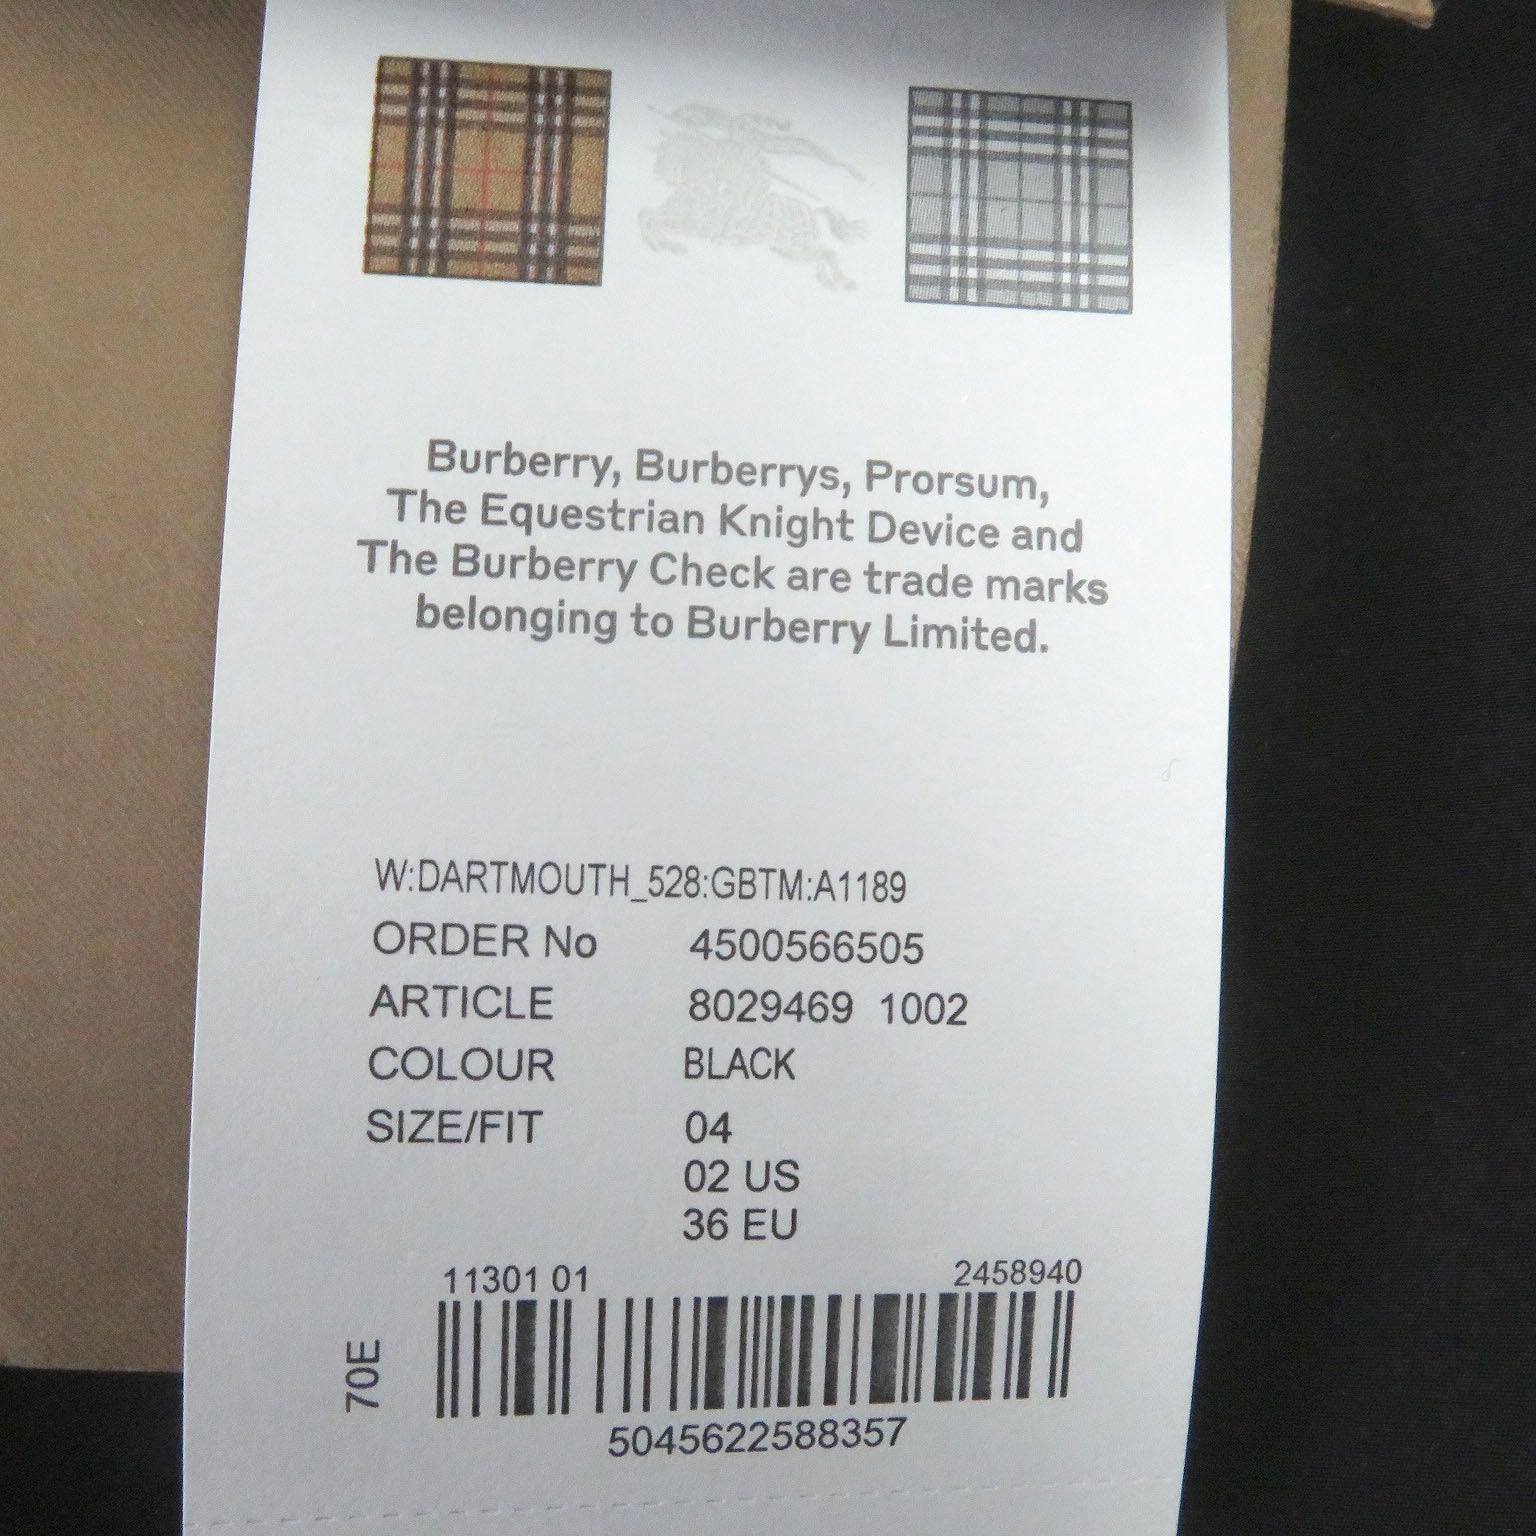 Burberry, Burberrys, Prorsum,
The Equestrian Knight Device and
The Burberry Check are trade marks
belonging to Burberry Limited.
W:DARTMOUTH_528:GBTM:A1189
ORDER No 4500566505
ARTICLE 8029469 1002
COLOUR BLACK
SIZE/FIT 04
02 US
36 EU
11301 01 2458940
70E
5045622588357